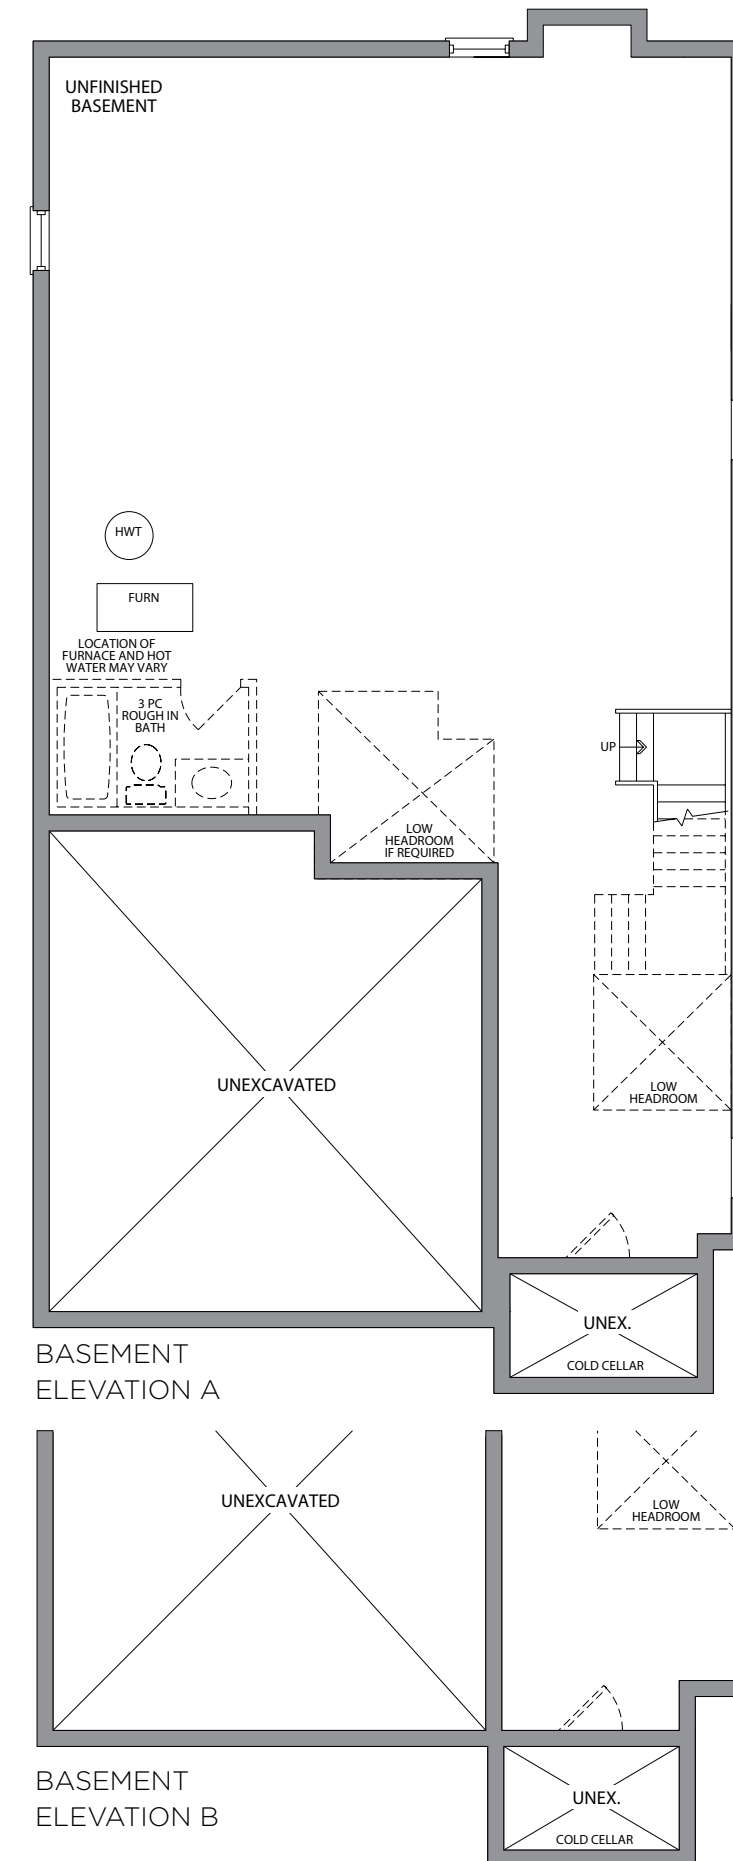 UNFINISHED
BASEMENT
HWT
FURN
LOCATION OF
FURNACE AND HOT
WATER MAY VARY
3 PC
ROUGH IN
BATH
UP
LOW
HEADROOM
IF REQUIRED
UNEXCAVATED
LOW
HEADROOM
UNEX.
COLD CELLAR
BASEMENT
ELEVATION A
UNEXCAVATED
LOW
HEADROOM
UNEX.
COLD CELLAR
BASEMENT
ELEVATION B